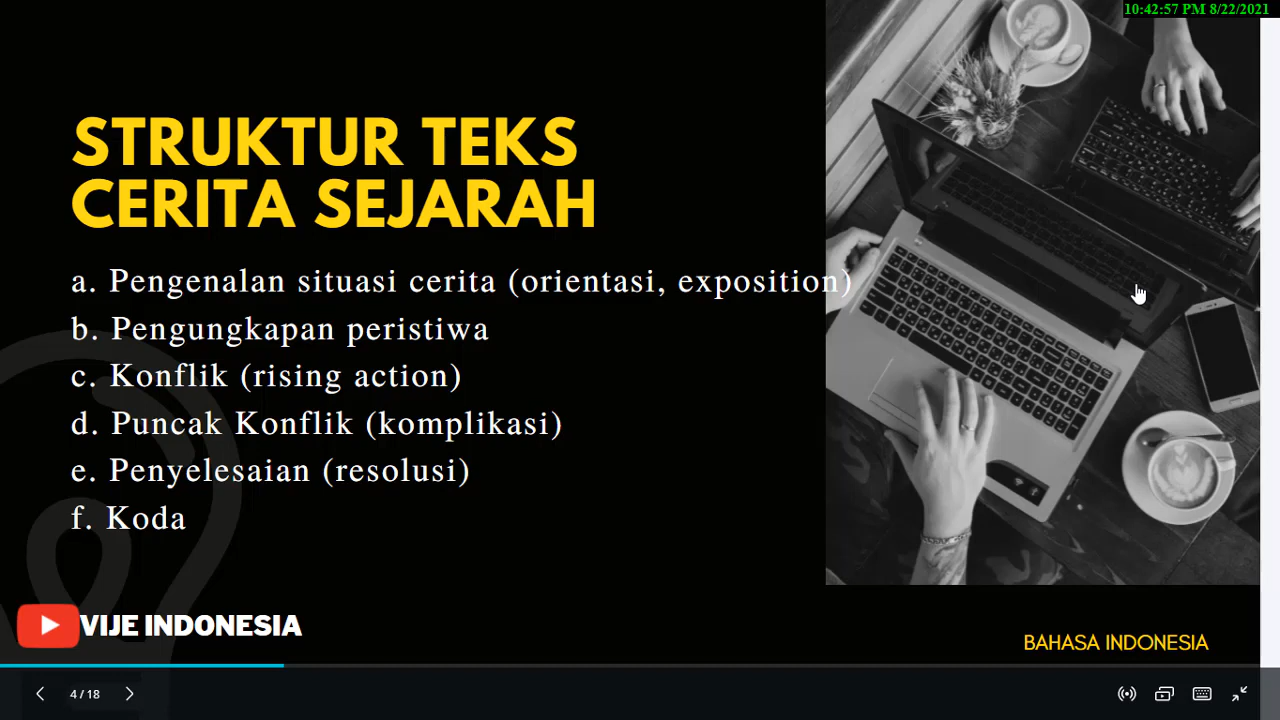 10:42:57 PM 8/22/2021
STRUKTUR TEKS
CERITA SEJARAH
a. Pengenalan situasi cerita (orientasi, exposition)
b. Pengungkapan peristiwa
c. Konflik (rising action)
d. Puncak Konflik (komplikasi)
e. Penyelesaian (resolusi)
f. Koda
VIJE INDONESIA
BAHASA INDONESIA
4 / 18